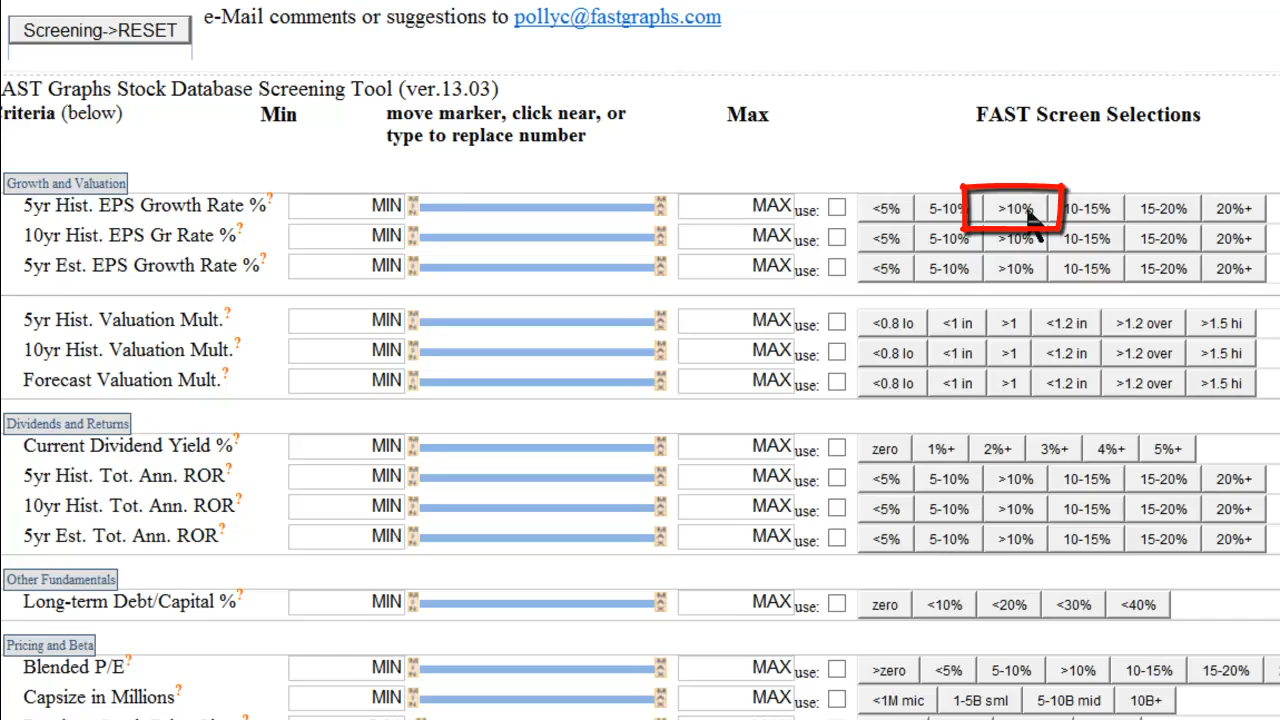 Screening->RESET
e-Mail comments or suggestions to pollyc@fastgraphs.com
AST Graphs Stock Database Screening Tool (ver.13.03)
riteria (below) Min move marker, click near, or Max FAST Screen Selections
type to replace number
Growth and Valuation
5yr Hist. EPS Growth Rate %? MIN MAX use: <5% 5-10% >10% 10-15% 15-20% 20%+
10yr Hist. EPS Gr Rate %? MIN MAX use: <5% 5-10% >10% 10-15% 15-20% 20%+
5yr Est. EPS Growth Rate %? MIN MAX use: <5% 5-10% >10% 10-15% 15-20% 20%+
5yr Hist. Valuation Mult.? MIN MAX use: <0.8 lo <1 in >1 <1.2 in >1.2 over >1.5 hi
10yr Hist. Valuation Mult.? MIN MAX use: <0.8 lo <1 in >1 <1.2 in >1.2 over >1.5 hi
Forecast Valuation Mult.? MIN MAX use: <0.8 lo <1 in >1 <1.2 in >1.2 over >1.5 hi
Dividends and Returns
Current Dividend Yield %? MIN MAX use: zero 1%+ 2%+ 3%+ 4%+ 5%+
5yr Hist. Tot. Ann. ROR? MIN MAX use: <5% 5-10% >10% 10-15% 15-20% 20%+
10yr Hist. Tot. Ann. ROR? MIN MAX use: <5% 5-10% >10% 10-15% 15-20% 20%+
5yr Est. Tot. Ann. ROR? MIN MAX use: <5% 5-10% >10% 10-15% 15-20% 20%+
Other Fundamentals
Long-term Debt/Capital %? MIN MAX use: zero <10% <20% <30% <40%
Pricing and Beta
Blended P/E? MIN MAX use: >zero <5% 5-10% >10% 10-15% 15-20%
Capsize in Millions? MIN MAX use: <1M mic 1-5B sml 5-10B mid 10B+